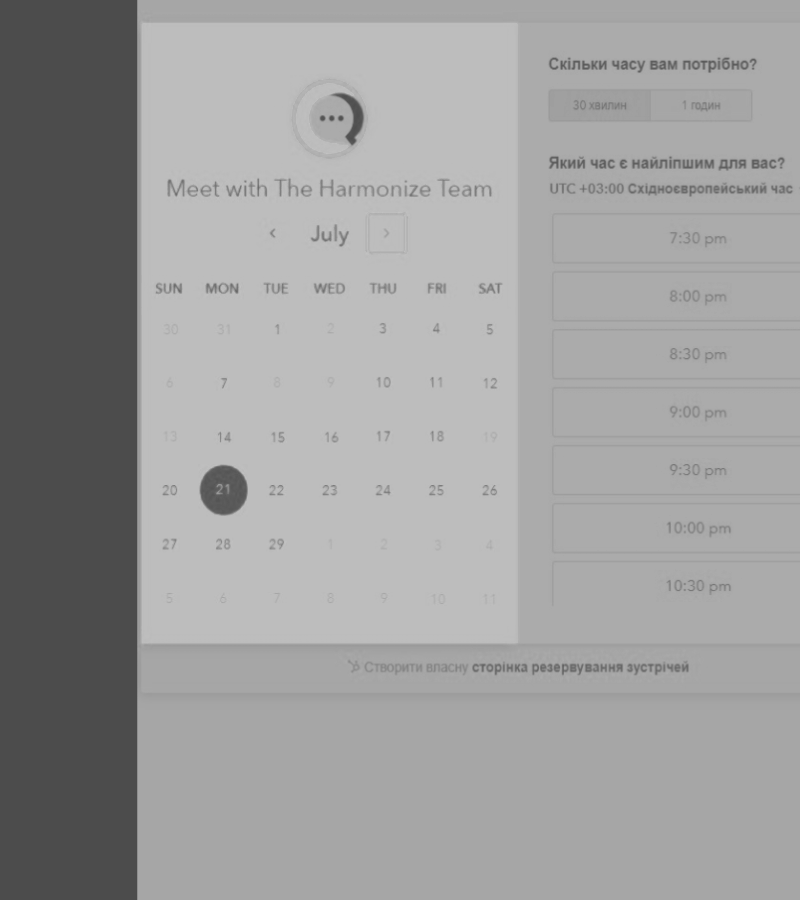 Meet with The Harmonize Team
July
SUN MON TUE WED THU FRI SAT
30 31 1 2 3 4 5
6 7 8 9 10 11 12
13 14 15 16 17 18 19
20 21 22 23 24 25 26
27 28 29 1 2 3 4
5 6 7 8 9 10 11
Скільки часу вам потрібно?
30 хвилин 1 годин
Який час є найліпшим для вас?
UTC +03:00 Східноєвропейський час
7:30 pm
8:00 pm
8:30 pm
9:00 pm
9:30 pm
10:00 pm
10:30 pm
Створити власну сторінка резервування зустрічей